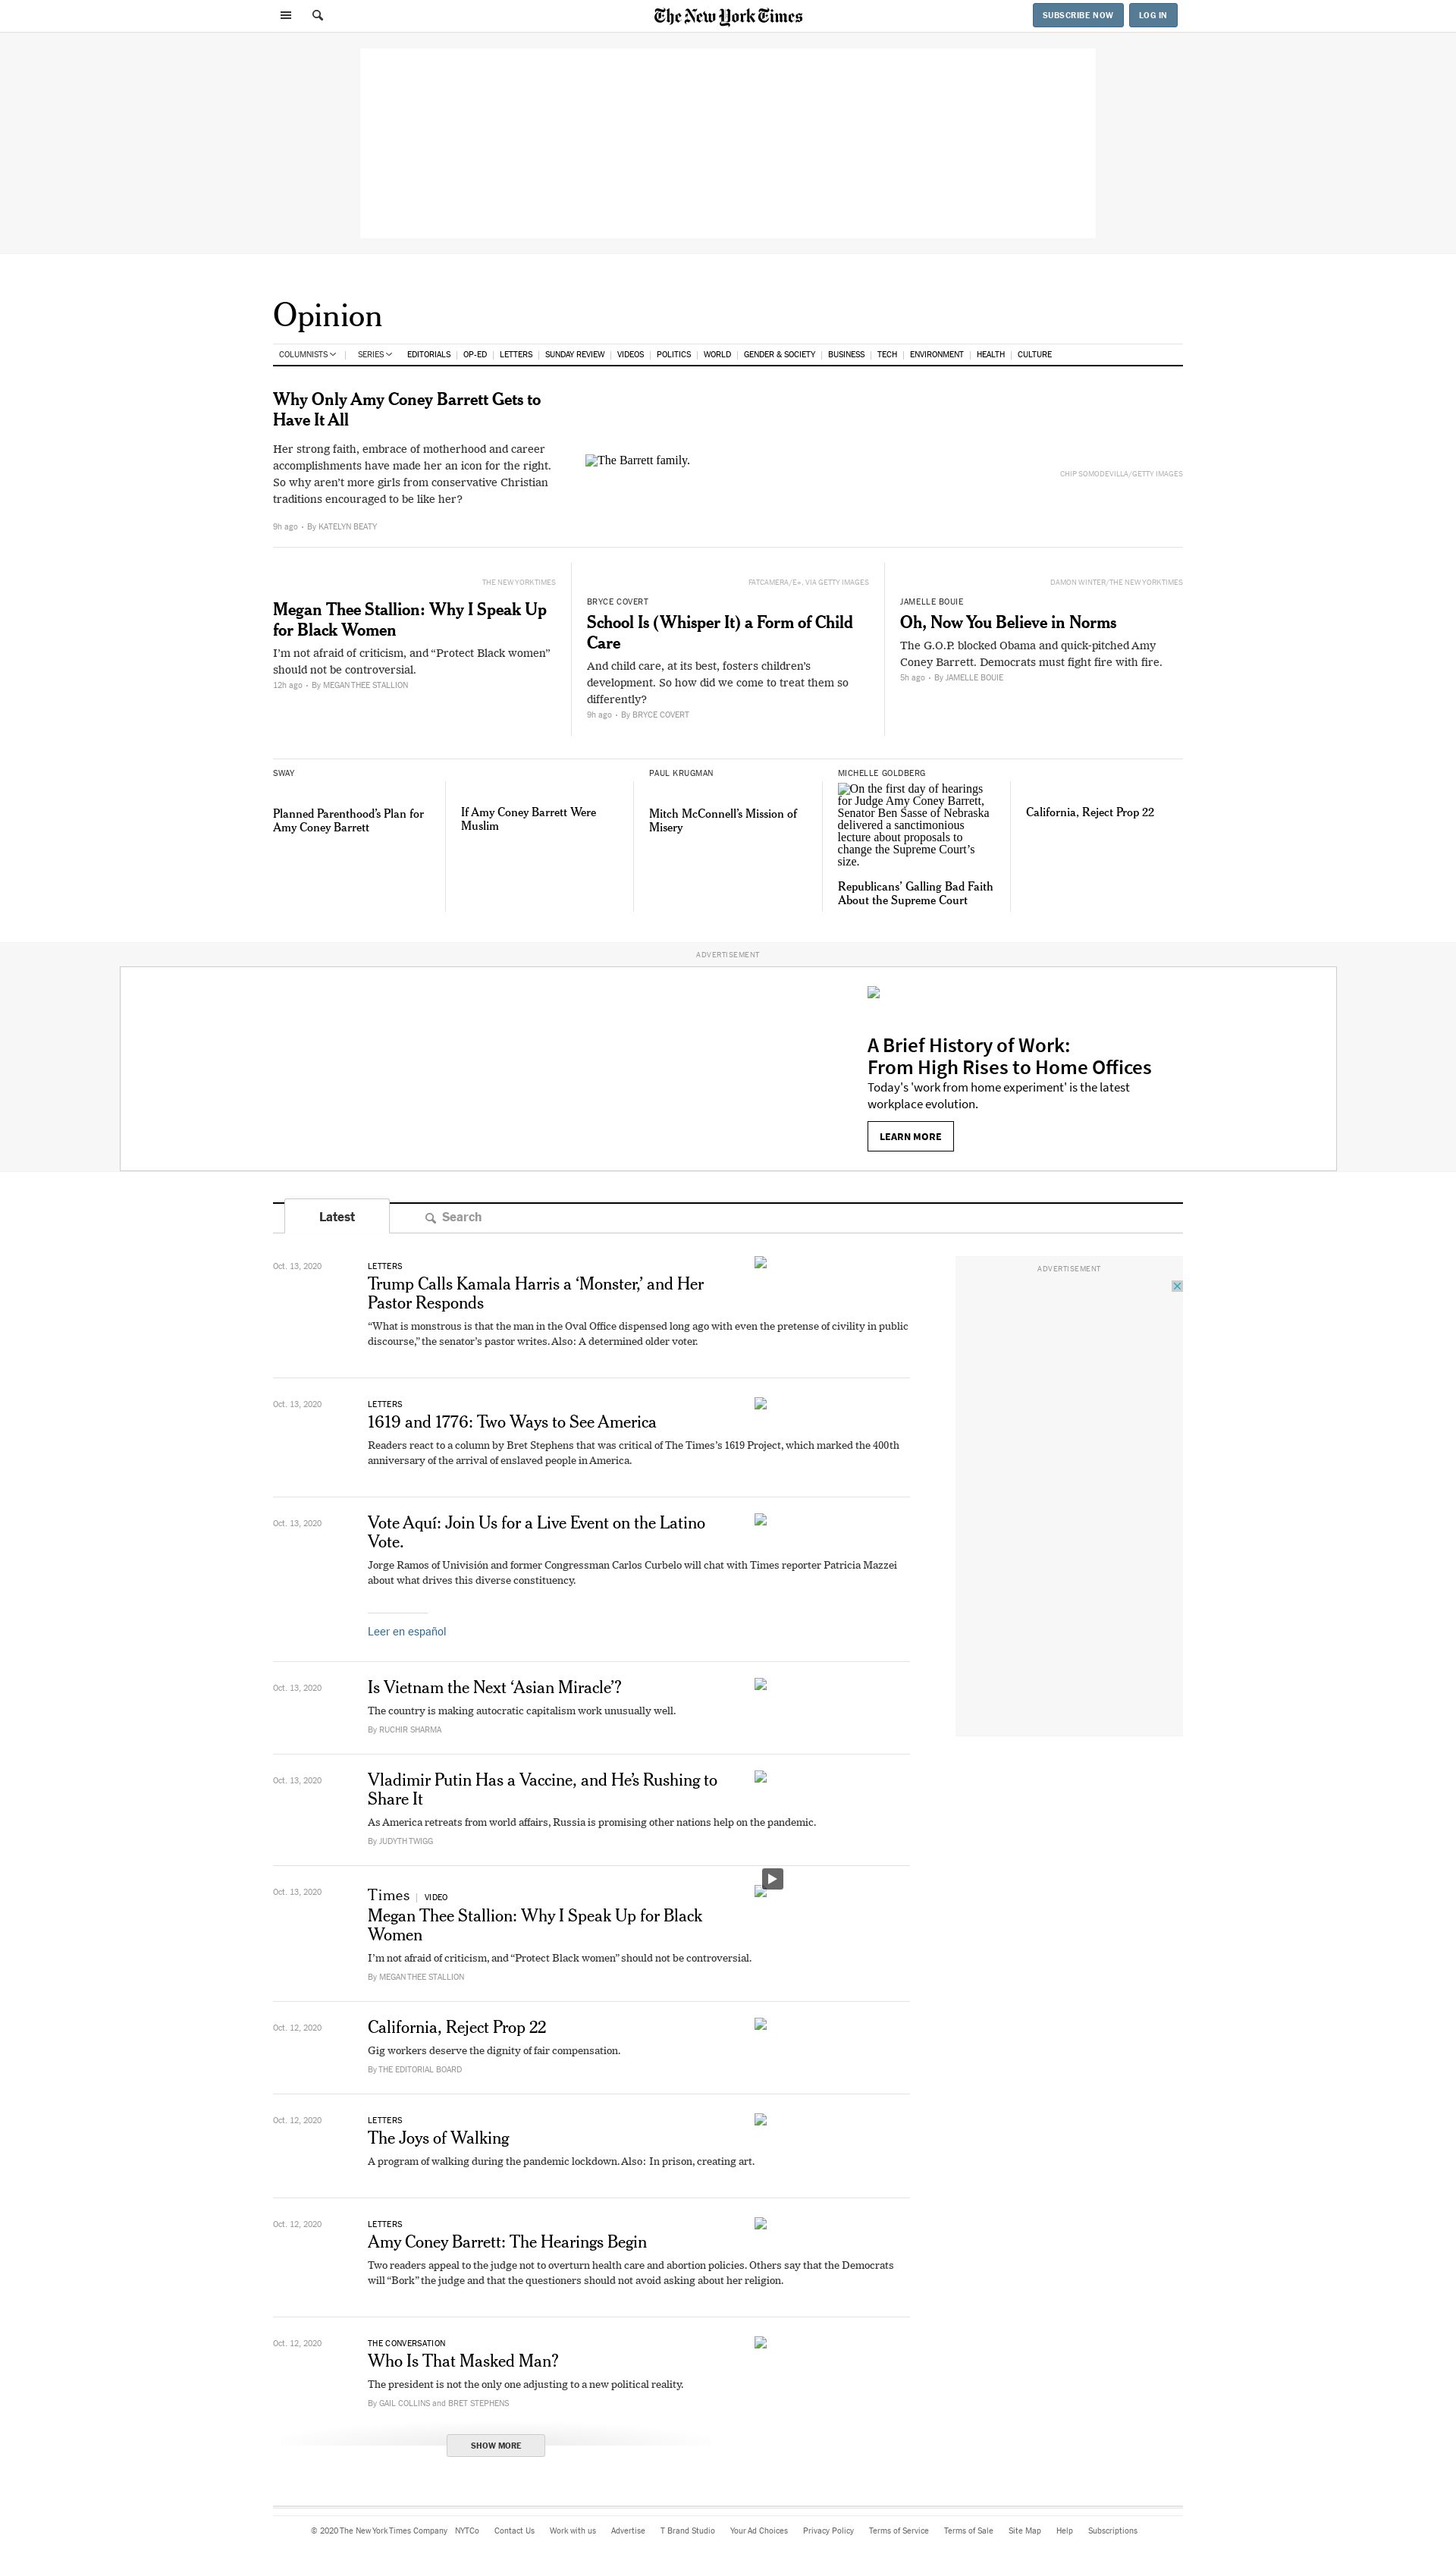 The New York Times
SUBSCRIBE NOW
LOG IN
Opinion
COLUMNISTS
SERIES
EDITORIALS
OP-ED
LETTERS
SUNDAY REVIEW
VIDEOS
POLITICS
WORLD
GENDER & SOCIETY
BUSINESS
TECH
ENVIRONMENT
HEALTH
CULTURE
Why Only Amy Coney Barrett Gets to
Have It All
Her strong faith, embrace of motherhood and career
accomplishments have made her an icon for the right.
So why aren't more girls from conservative Christian
traditions encouraged to be like her?
9h ago • By KATELYN BEATY
The Barrett family.
CHIP SOMODEVILLA/GETTY IMAGES
THE NEW YORK TIMES
Megan Thee Stallion: Why I Speak Up
for Black Women
I’m not afraid of criticism, and “Protect Black women”
should not be controversial.
12h ago • By MEGAN THEE STALLION
FATCAMERA/E+, VIA GETTY IMAGES
BRYCE COVERT
School Is (Whisper It) a Form of Child
Care
And child care, at its best, fosters children's
development. So how did we come to treat them so
differently?
9h ago • By BRYCE COVERT
DAMON WINTER/THE NEW YORK TIMES
JAMELLE BOUIE
Oh, Now You Believe in Norms
The G.O.P. blocked Obama and quick-pitched Amy
Coney Barrett. Democrats must fight fire with fire.
5h ago • By JAMELLE BOUIE
SWAY
Planned Parenthood’s Plan for
Amy Coney Barrett
If Amy Coney Barrett Were
Muslim
PAUL KRUGMAN
Mitch McConnell’s Mission of
Misery
MICHELLE GOLDBERG
On the first day of hearings
for Judge Amy Coney Barrett,
Senator Ben Sasse of Nebraska
delivered a sanctimonious
lecture about proposals to
change the Supreme Court’s
size.
Republicans’ Galling Bad Faith
About the Supreme Court
California, Reject Prop 22
ADVERTISEMENT
A Brief History of Work:
From High Rises to Home Offices
Today's 'work from home experiment' is the latest
workplace evolution.
LEARN MORE
Latest
Search
Oct. 13, 2020
LETTERS
Trump Calls Kamala Harris a ‘Monster,’ and Her
Pastor Responds
“What is monstrous is that the man in the Oval Office dispensed long ago with even the pretense of civility in public
discourse,” the senator’s pastor writes. Also: A determined older voter.
ADVERTISEMENT
Oct. 13, 2020
LETTERS
1619 and 1776: Two Ways to See America
Readers react to a column by Bret Stephens that was critical of The Times’s 1619 Project, which marked the 400th
anniversary of the arrival of enslaved people in America.
Oct. 13, 2020
Vote Aquí: Join Us for a Live Event on the Latino
Vote.
Jorge Ramos of Univisión and former Congressman Carlos Curbelo will chat with Times reporter Patricia Mazzei
about what drives this diverse constituency.
Leer en español
Oct. 13, 2020
Is Vietnam the Next ‘Asian Miracle’?
The country is making autocratic capitalism work unusually well.
By RUCHIR SHARMA
Oct. 13, 2020
Vladimir Putin Has a Vaccine, and He’s Rushing to
Share It
As America retreats from world affairs, Russia is promising other nations help on the pandemic.
By JUDYTH TWIGG
Oct. 13, 2020
Times | VIDEO
Megan Thee Stallion: Why I Speak Up for Black
Women
I’m not afraid of criticism, and “Protect Black women” should not be controversial.
By MEGAN THEE STALLION
Oct. 12, 2020
California, Reject Prop 22
Gig workers deserve the dignity of fair compensation.
By THE EDITORIAL BOARD
Oct. 12, 2020
LETTERS
The Joys of Walking
A program of walking during the pandemic lockdown. Also: In prison, creating art.
Oct. 12, 2020
LETTERS
Amy Coney Barrett: The Hearings Begin
Two readers appeal to the judge not to overturn health care and abortion policies. Others say that the Democrats
will “Bork” the judge and that the questioners should not avoid asking about her religion.
Oct. 12, 2020
THE CONVERSATION
Who Is That Masked Man?
The president is not the only one adjusting to a new political reality.
By GAIL COLLINS and BRET STEPHENS
SHOW MORE
© 2020 The New York Times Company
NYTCo
Contact Us
Work with us
Advertise
T Brand Studio
Your Ad Choices
Privacy Policy
Terms of Service
Terms of Sale
Site Map
Help
Subscriptions